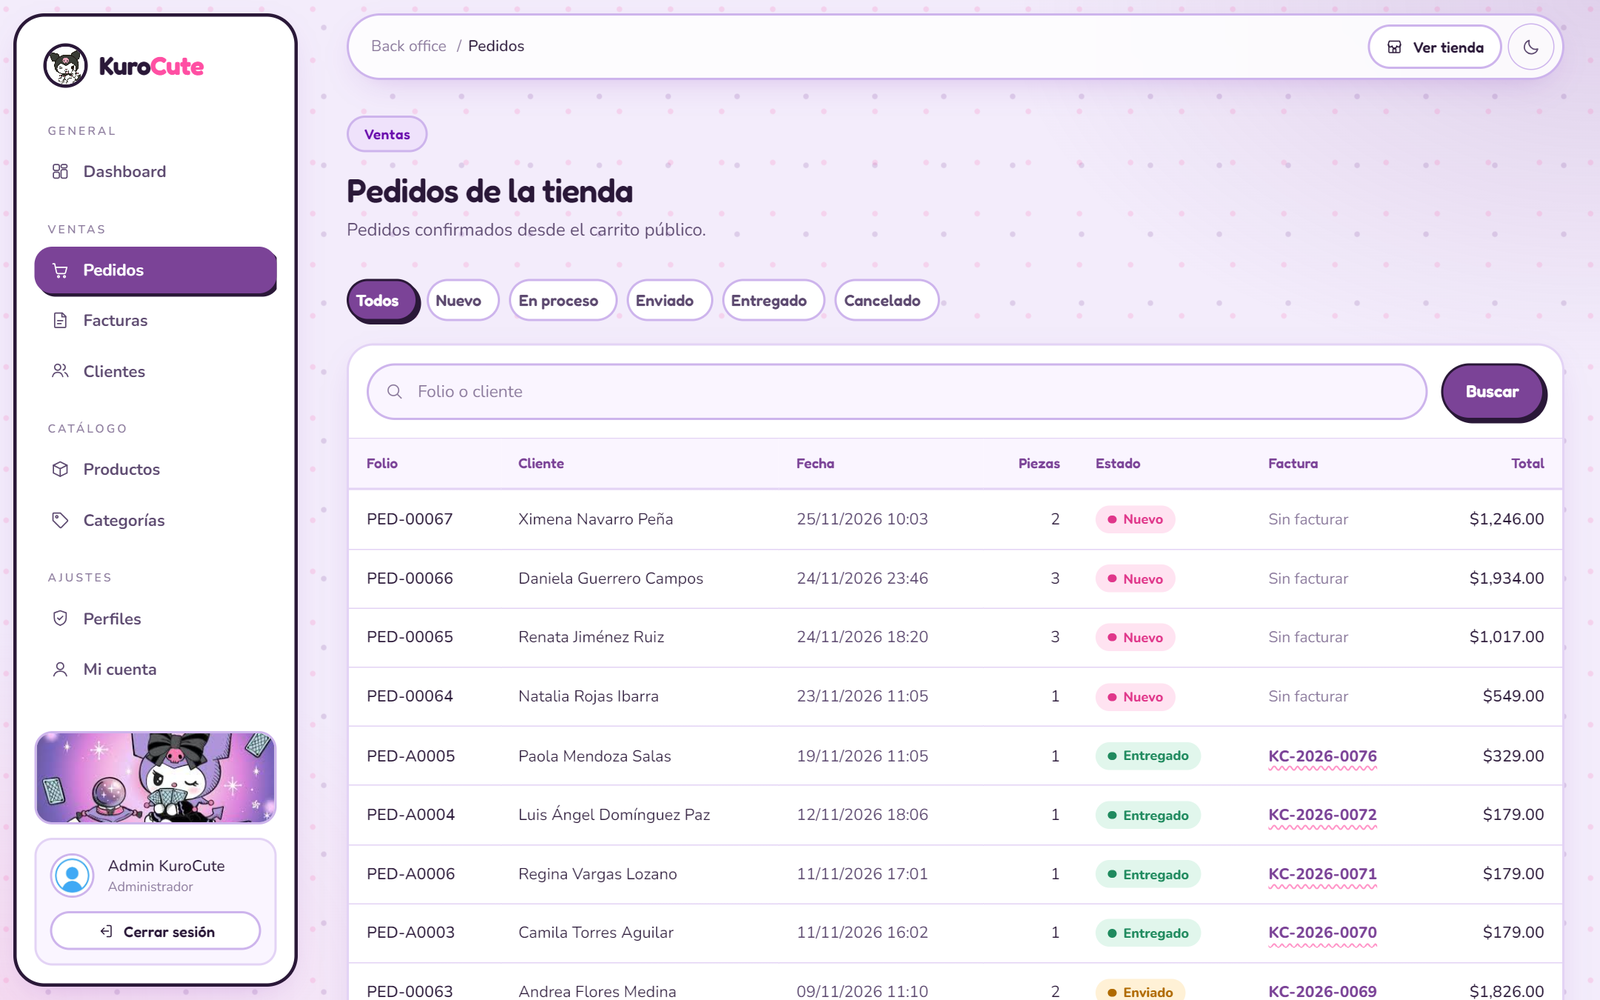 KuroCute
GENERAL
Dashboard
VENTAS
Pedidos
Facturas
Clientes
CATÁLOGO
Productos
Categorías
AJUSTES
Perfiles
Mi cuenta
Admin KuroCute
Administrador
Cerrar sesión
Back office / Pedidos
Ver tienda
Ventas
Pedidos de la tienda
Pedidos confirmados desde el carrito público.
Todos Nuevo En proceso Enviado Entregado Cancelado
Folio o cliente Buscar
Folio Cliente Fecha Piezas Estado Factura Total
PED-00067 Ximena Navarro Peña 25/11/2026 10:03 2 Nuevo Sin facturar $1,246.00
PED-00066 Daniela Guerrero Campos 24/11/2026 23:46 3 Nuevo Sin facturar $1,934.00
PED-00065 Renata Jiménez Ruiz 24/11/2026 18:20 3 Nuevo Sin facturar $1,017.00
PED-00064 Natalia Rojas Ibarra 23/11/2026 11:05 1 Nuevo Sin facturar $549.00
PED-A0005 Paola Mendoza Salas 19/11/2026 11:05 1 Entregado KC-2026-0076 $329.00
PED-A0004 Luis Ángel Domínguez Paz 12/11/2026 18:06 1 Entregado KC-2026-0072 $179.00
PED-A0006 Regina Vargas Lozano 11/11/2026 17:01 1 Entregado KC-2026-0071 $179.00
PED-A0003 Camila Torres Aguilar 11/11/2026 16:02 1 Entregado KC-2026-0070 $179.00
PED-00063 Andrea Flores Medina 09/11/2026 11:10 2 Enviado KC-2026-0069 $1,826.00